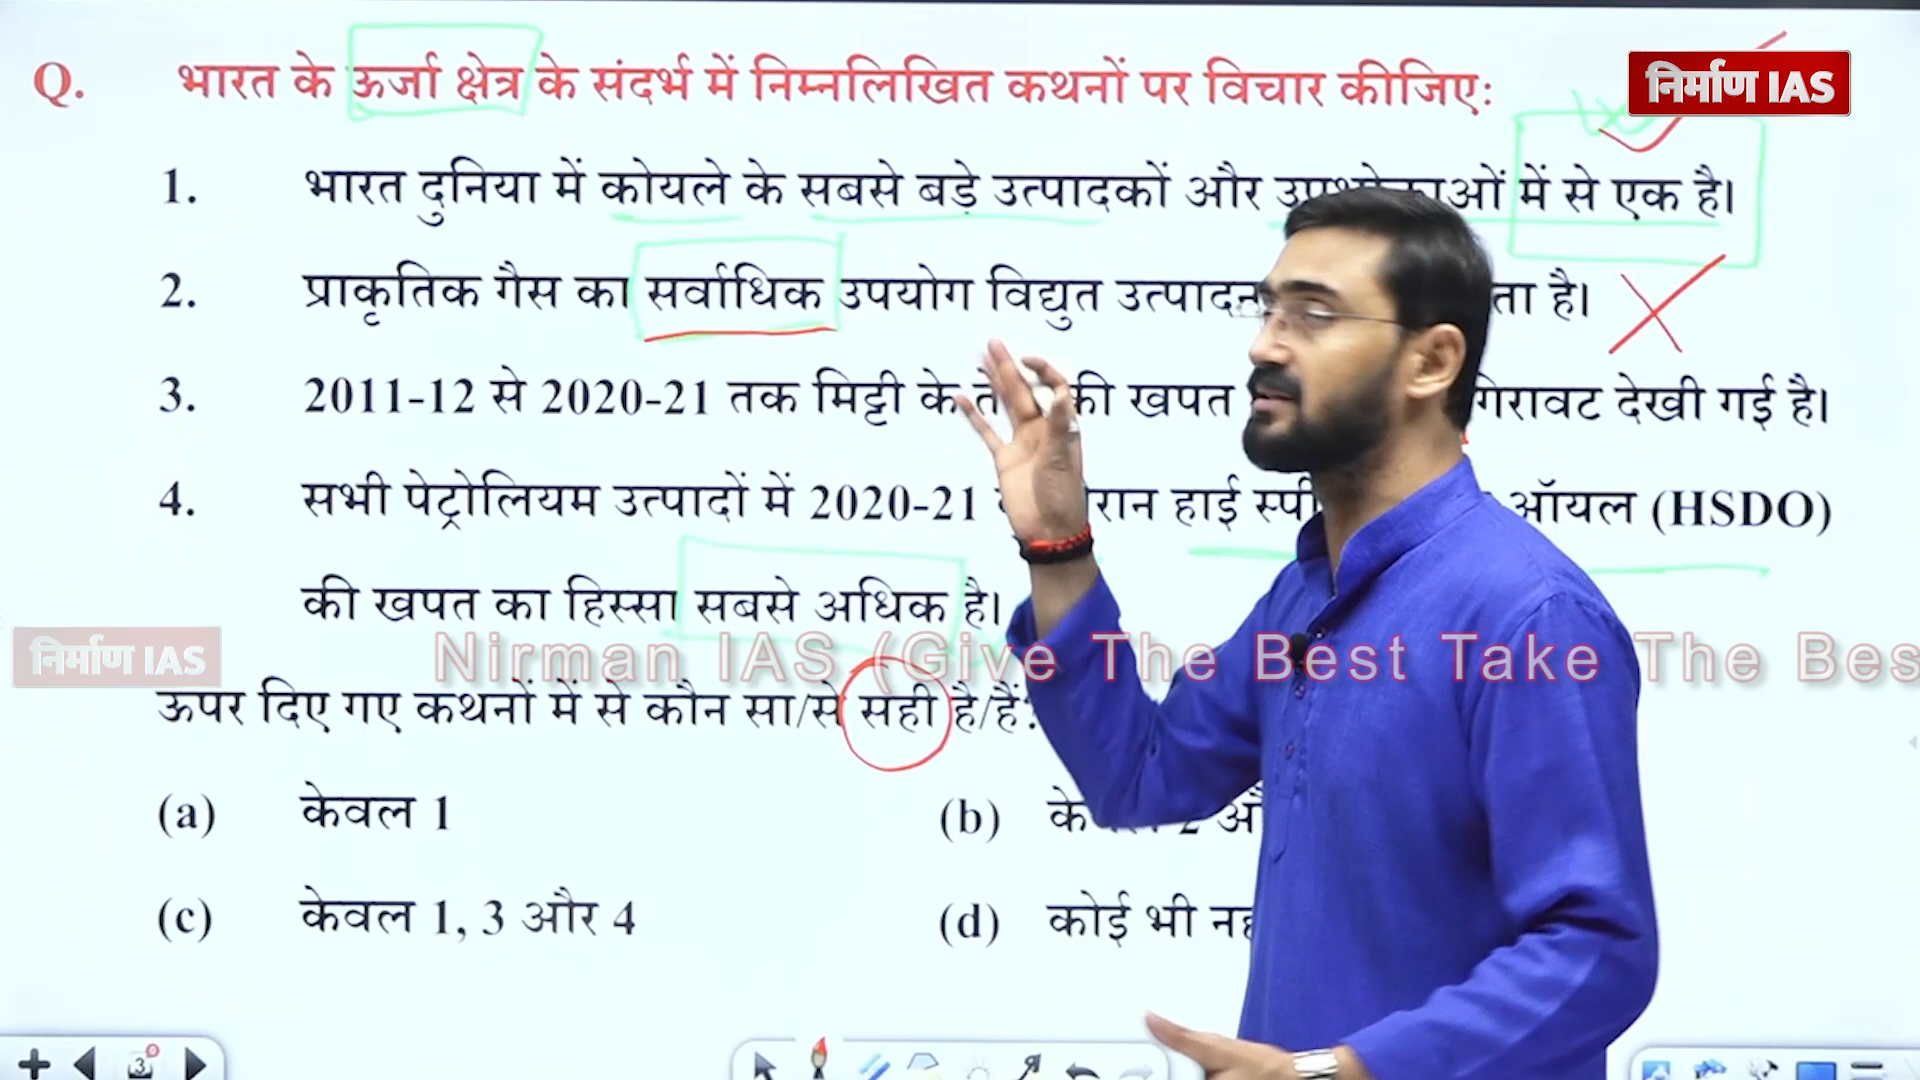 Q. भारत के ऊर्जा क्षेत्र के संदर्भ में निम्नलिखित कथनों पर विचार कीजिए:
निर्माण IAS
1. भारत दुनिया में कोयले के सबसे बड़े उत्पादकों और में से एक है।
2. प्राकृतिक गैस का सर्वाधिक उपयोग विद्युत उत्पादन है।
3. 2011-12 से 2020-21 तक मिट्टी के की खपत गिरावट देखी गई है।
4. सभी पेट्रोलियम उत्पादों में 2020-21 हाई ऑयल (HSDO)
की खपत का हिस्सा सबसे अधिक है।
निर्माण IAS
Nirman IAS (Give The Best Take The Bes
ऊपर दिए गए कथनों में से कौन सा/से सही है/हैं?
(a) केवल 1
(b) 2
(c) केवल 1, 3 और 4
(d) कोई भी
3